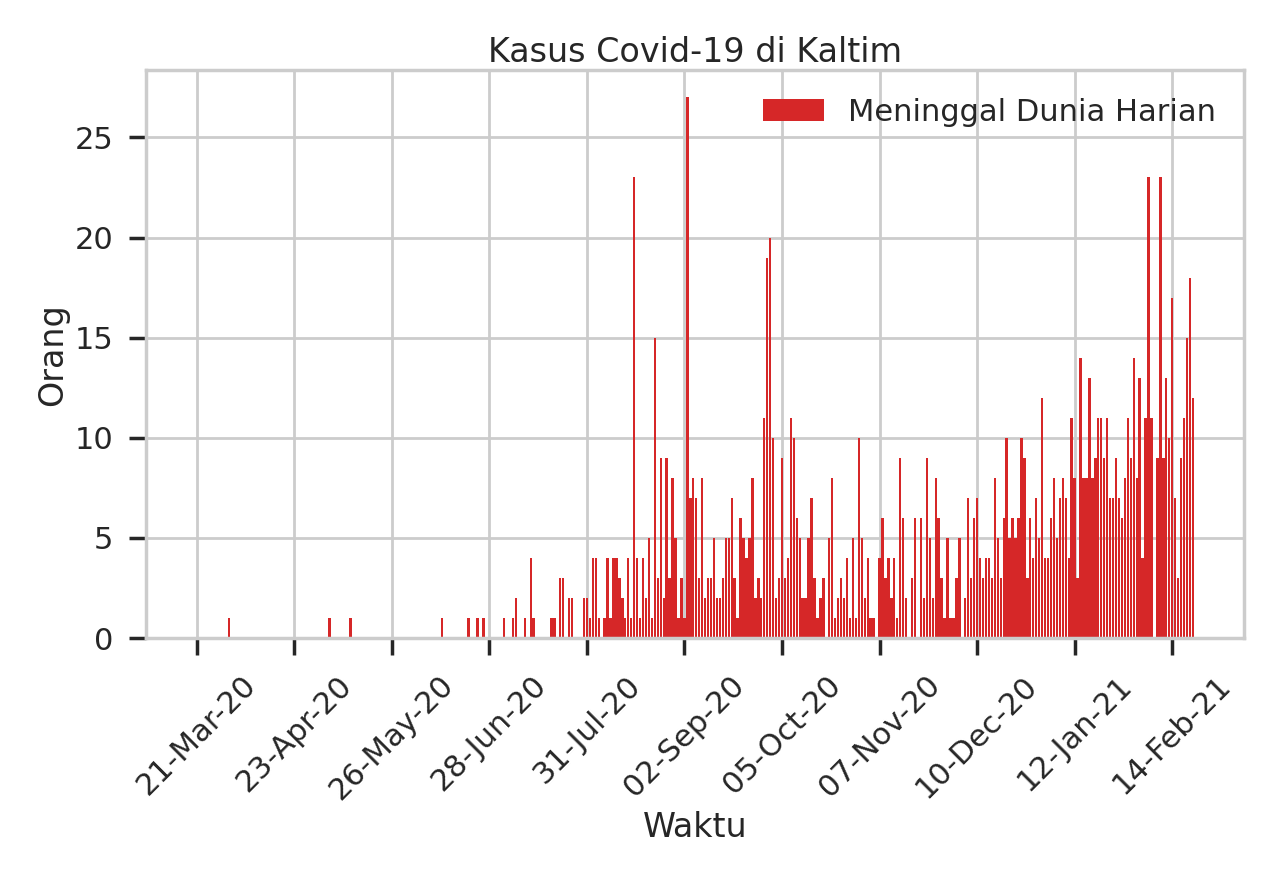 Kasus Covid-19 di Kaltim
Meninggal Dunia Harian
25
20
15
10
5
0
Orang
21-Mar-20
23-Apr-20
26-May-20
28-Jun-20
31-Jul-20
02-Sep-20
05-Oct-20
07-Nov-20
10-Dec-20
12-Jan-21
14-Feb-21
Waktu